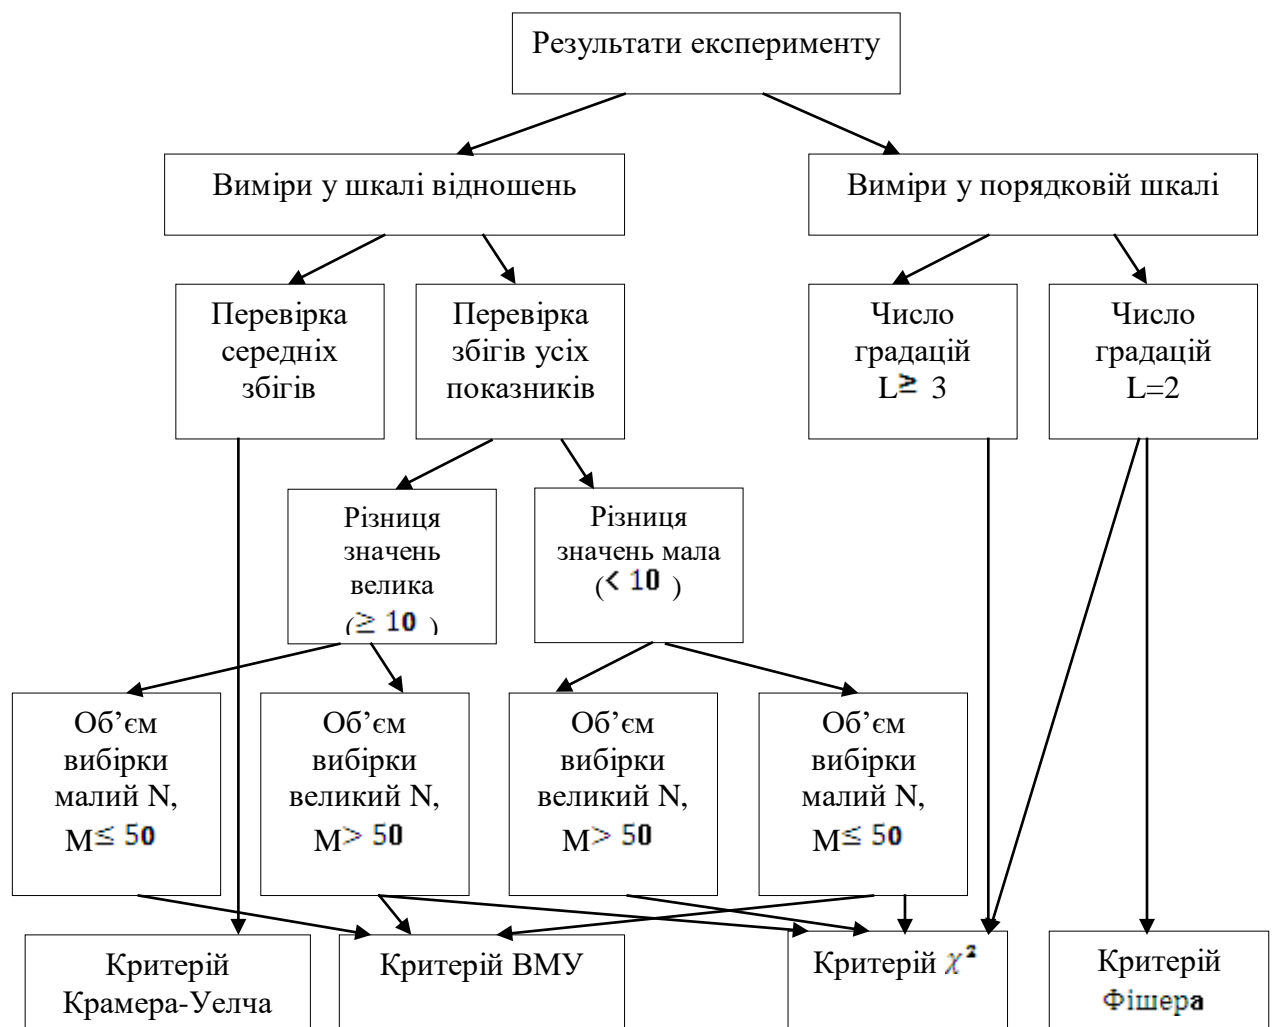 Результати експерименту
Виміри у шкалі відношень
Виміри у порядковій шкалі
Перевірка
середніх
збігів
Перевірка
збігів усіх
показників
Число
градацій
L≥ 3
Число
градацій
L=2
Різниця
значень
велика
(≥ 10 )
Різниця
значень мала
(< 10 )
Об’єм
вибірки
малий N,
M≤ 50
Об’єм
вибірки
великий N,
M> 50
Об’єм
вибірки
великий N,
M> 50
Об’єм
вибірки
малий N,
M≤ 50
Критерій
Крамера-Уелча
Критерій ВМУ
Критерій χ²
Критерій
Фішера